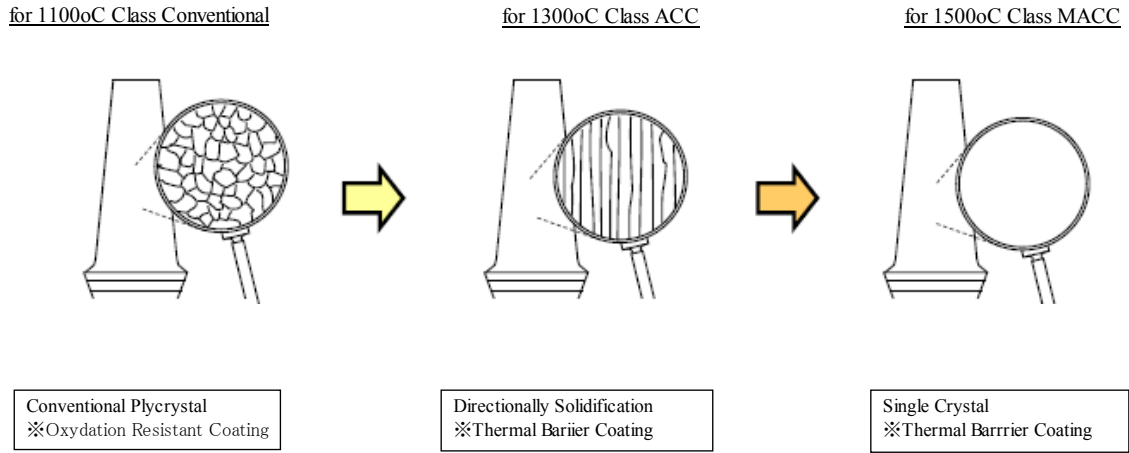 for 1100oC Class Conventional
for 1300oC Class ACC
for 1500oC Class MACC
Conventional Plycrystal
※Oxydation Resistant Coating
Directionally Solidification
※Thermal Bariier Coating
Single Crystal
※Thermal Barrrier Coating